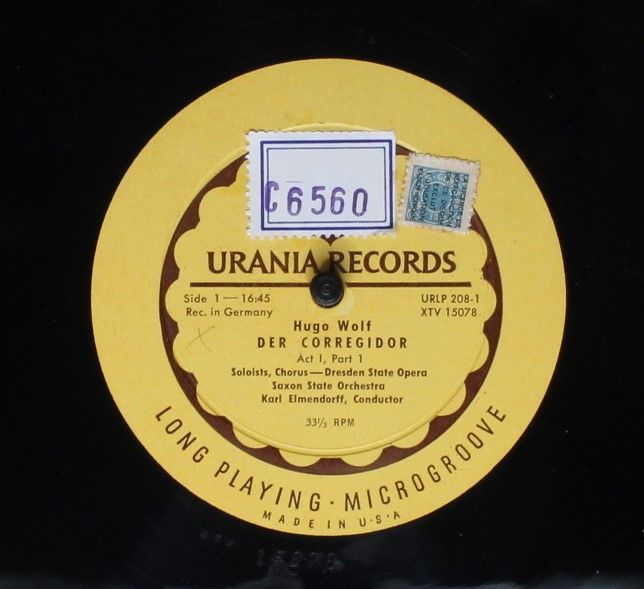 C6560
URANIA RECORDS
Side 1 — 16:45
Rec. in Germany
URLP 208-1
XTV 15078
Hugo Wolf
DER CORREGIDOR
Act I, Part 1
Soloists, Chorus — Dresden State Opera
Saxon State Orchestra
Karl Elmendorff, Conductor
33⅓ RPM
LONG PLAYING · MICROGROOVE
MADE IN U·S·A